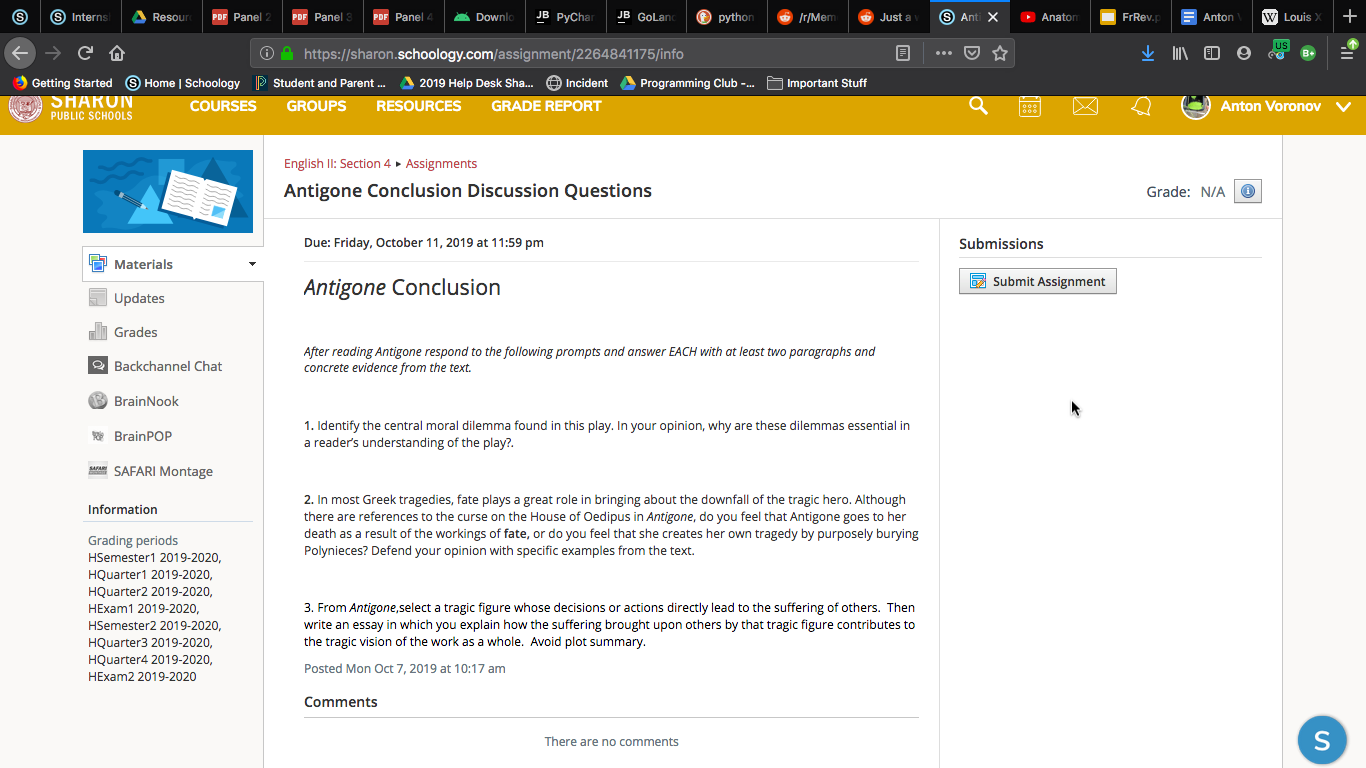 Interns
Resour
Panel 2
Panel 3
Panel 4
Downlo
PyChar
GoLanc
python
/r/Mem
Just a v
Anti
Anatom
FrRev.p
Anton V
Louis X
https://sharon.schoology.com/assignment/2264841175/info
US
B+
Getting Started
Home | Schoology
Student and Parent ...
2019 Help Desk Sha...
Incident
Programming Club -...
Important Stuff
SHARON
PUBLIC SCHOOLS
COURSES
GROUPS
RESOURCES
GRADE REPORT
Anton Voronov
English II: Section 4 ▸ Assignments
Antigone Conclusion Discussion Questions
Grade: N/A
Materials
Updates
Grades
Backchannel Chat
BrainNook
BrainPOP
SAFARI Montage
Information
Grading periods
HSemester1 2019-2020,
HQuarter1 2019-2020,
HQuarter2 2019-2020,
HExam1 2019-2020,
HSemester2 2019-2020,
HQuarter3 2019-2020,
HQuarter4 2019-2020,
HExam2 2019-2020
Due: Friday, October 11, 2019 at 11:59 pm
Antigone Conclusion
After reading Antigone respond to the following prompts and answer EACH with at least two paragraphs and
concrete evidence from the text.
1. Identify the central moral dilemma found in this play. In your opinion, why are these dilemmas essential in
a reader's understanding of the play?.
2. In most Greek tragedies, fate plays a great role in bringing about the downfall of the tragic hero. Although
there are references to the curse on the House of Oedipus in Antigone, do you feel that Antigone goes to her
death as a result of the workings of fate, or do you feel that she creates her own tragedy by purposely burying
Polynieces? Defend your opinion with specific examples from the text.
3. From Antigone,select a tragic figure whose decisions or actions directly lead to the suffering of others. Then
write an essay in which you explain how the suffering brought upon others by that tragic figure contributes to
the tragic vision of the work as a whole. Avoid plot summary.
Posted Mon Oct 7, 2019 at 10:17 am
Comments
There are no comments
Submissions
Submit Assignment
S